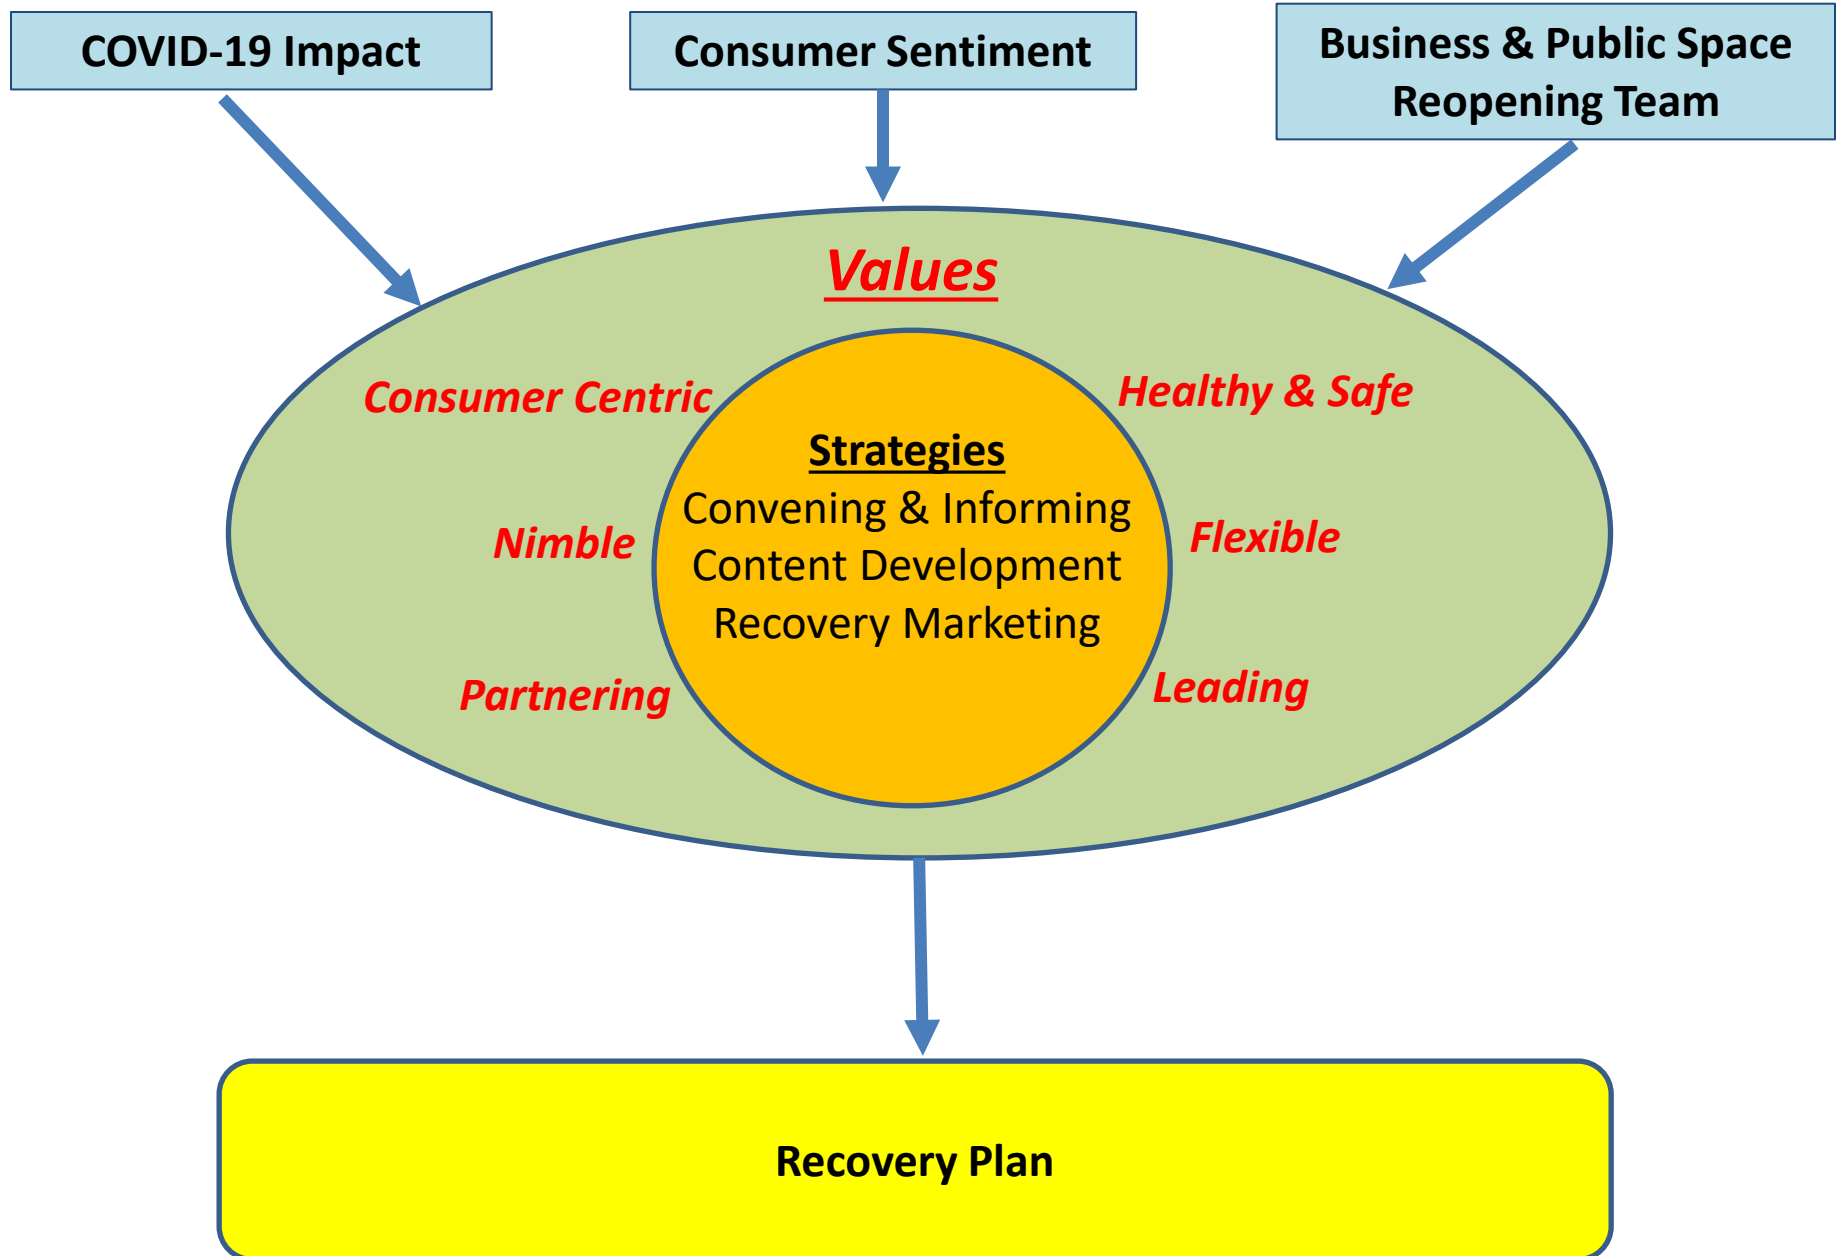 COVID-19 Impact
Consumer Sentiment
Business & Public Space
Reopening Team
Values
Consumer Centric
Healthy & Safe
Strategies
Convening & Informing
Nimble
Flexible
Content Development
Recovery Marketing
Partnering
Leading
Recovery Plan